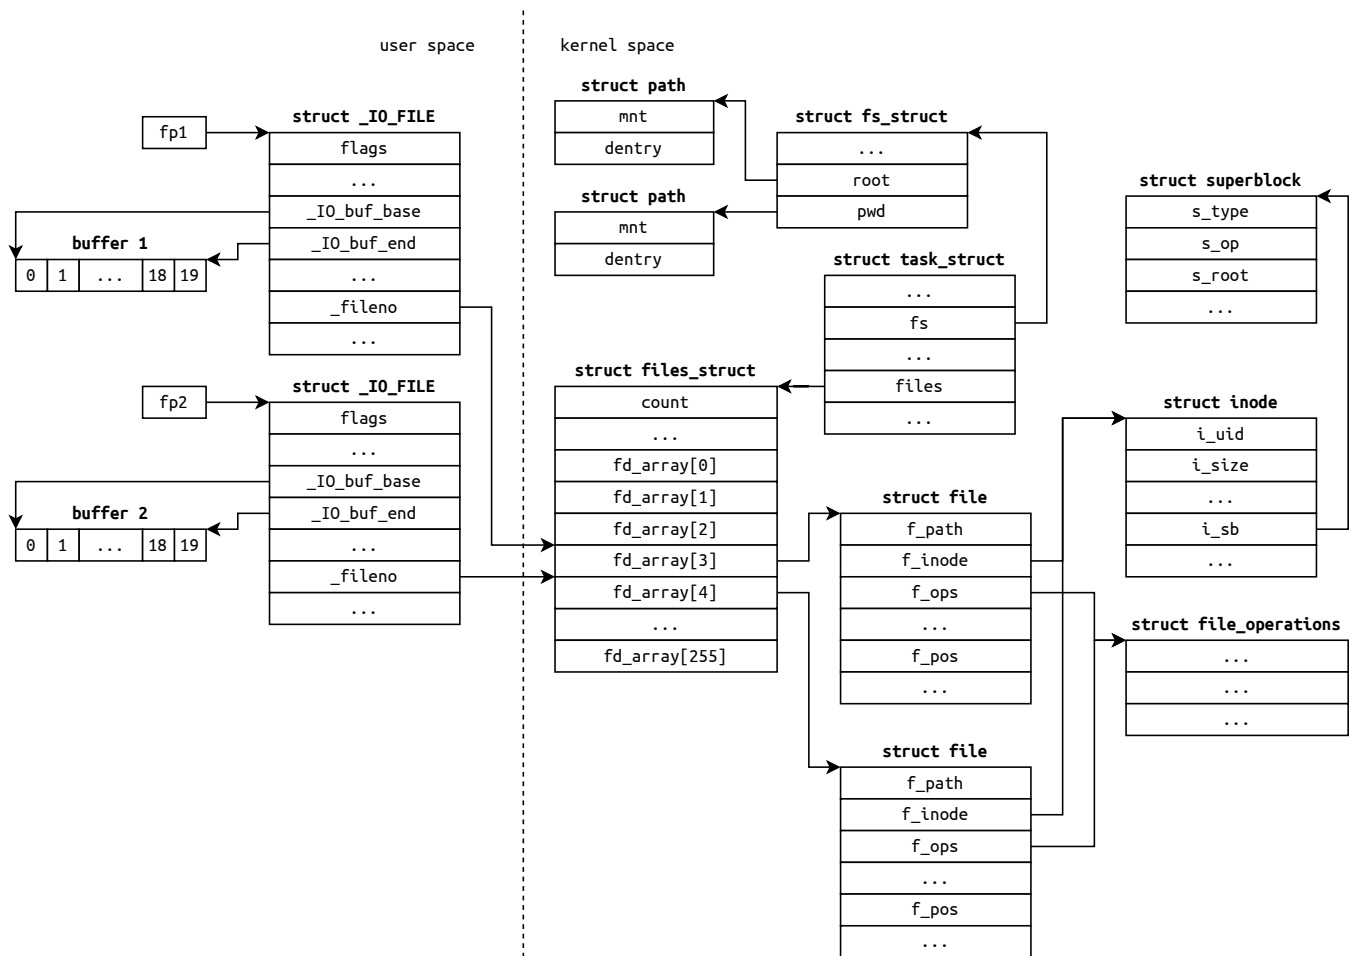 user space
kernel space
struct path
mnt
dentry
struct fs_struct
...
root
pwd
struct path
mnt
dentry
fp1
struct _IO_FILE
flags
...
_IO_buf_base
_IO_buf_end
...
_fileno
...
buffer 1
0 1 ... 18 19
struct superblock
s_type
s_op
s_root
...
struct task_struct
...
fs
...
files
...
fp2
struct _IO_FILE
flags
...
_IO_buf_base
_IO_buf_end
...
_fileno
...
buffer 2
0 1 ... 18 19
struct files_struct
count
...
fd_array[0]
fd_array[1]
fd_array[2]
fd_array[3]
fd_array[4]
...
fd_array[255]
struct inode
i_uid
i_size
...
i_sb
...
struct file
f_path
f_inode
f_ops
...
f_pos
...
struct file_operations
...
...
...
struct file
f_path
f_inode
f_ops
...
f_pos
...